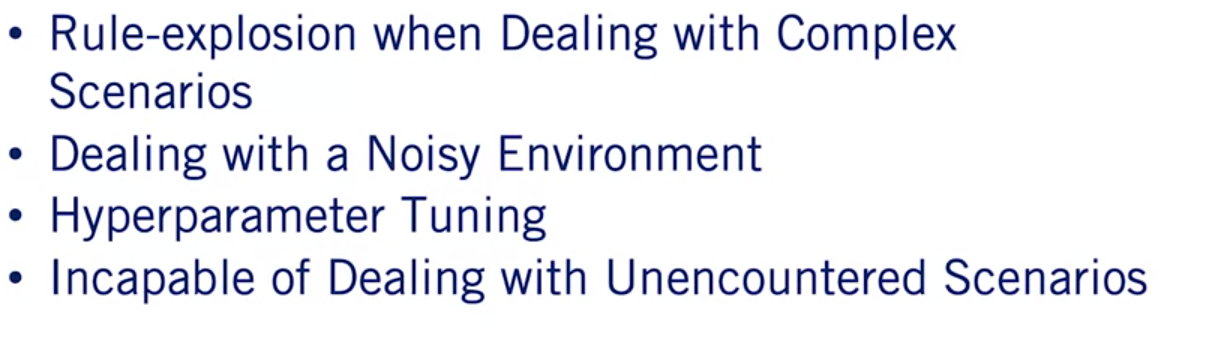 • Rule-explosion when Dealing with Complex
Scenarios
• Dealing with a Noisy Environment
• Hyperparameter Tuning
• Incapable of Dealing with Unencountered Scenarios